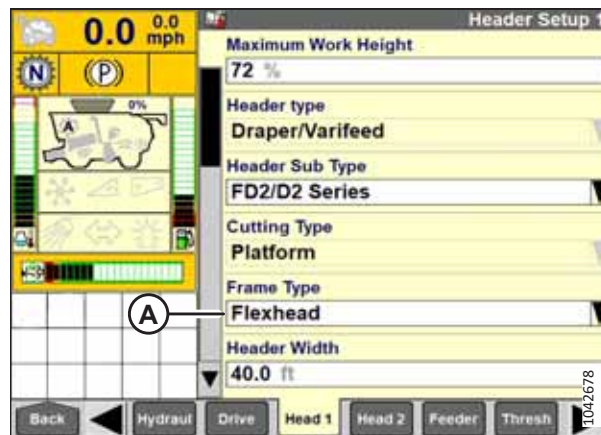 0.0
0.0
mph
N
(P)
0%
A
Header Setup 1
Maximum Work Height
72 %
Header type
Draper/Varifeed
Header Sub Type
FD2/D2 Series
Cutting Type
Platform
Frame Type
A
Flexhead
Header Width
40.0 ft
Back
Hydraul
Drive
Head 1
Head 2
Feeder
Thresh
1042678